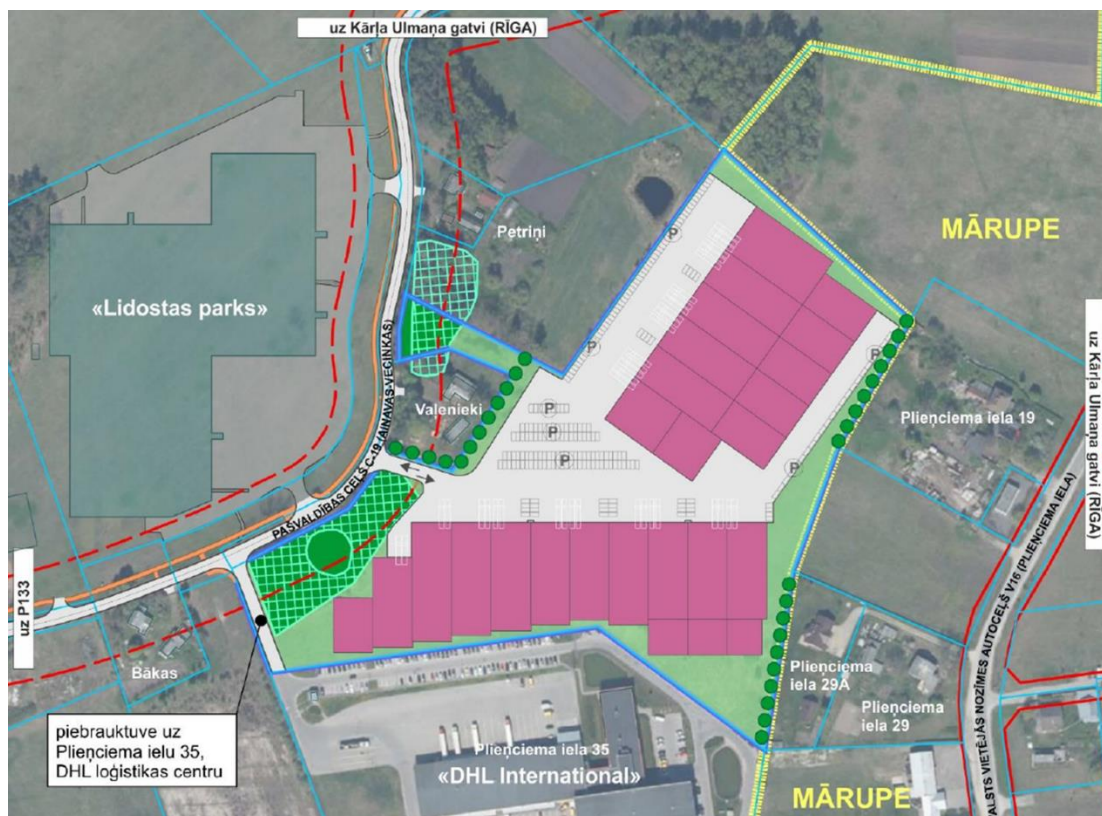 uz Kārļa Ulmaņa gatvi (RĪGA)
MĀRUPE
Petriņi
«Lidostas parks»
P
P
uz Kārļa Ulmaņa gatvi (RĪGA)
PAŠVALDĪBAS CEĻŠ C-19 (AINAVAS-VECINKAS)
Valenieki
P
P
P
P
P
Plieņciema iela 19
VALSTS VIETĒJĀS NOZĪMES AUTOCEĻŠ V16 (PLIEŅCIEMA IELA)
uz P133
Bākas
Plieņciema
iela 29A
Plieņciema
iela 29
piebrauktuve uz
Plieņciema ielu 35,
DHL loģistikas centru
Plieņciema iela 35
«DHL International»
MĀRUPE